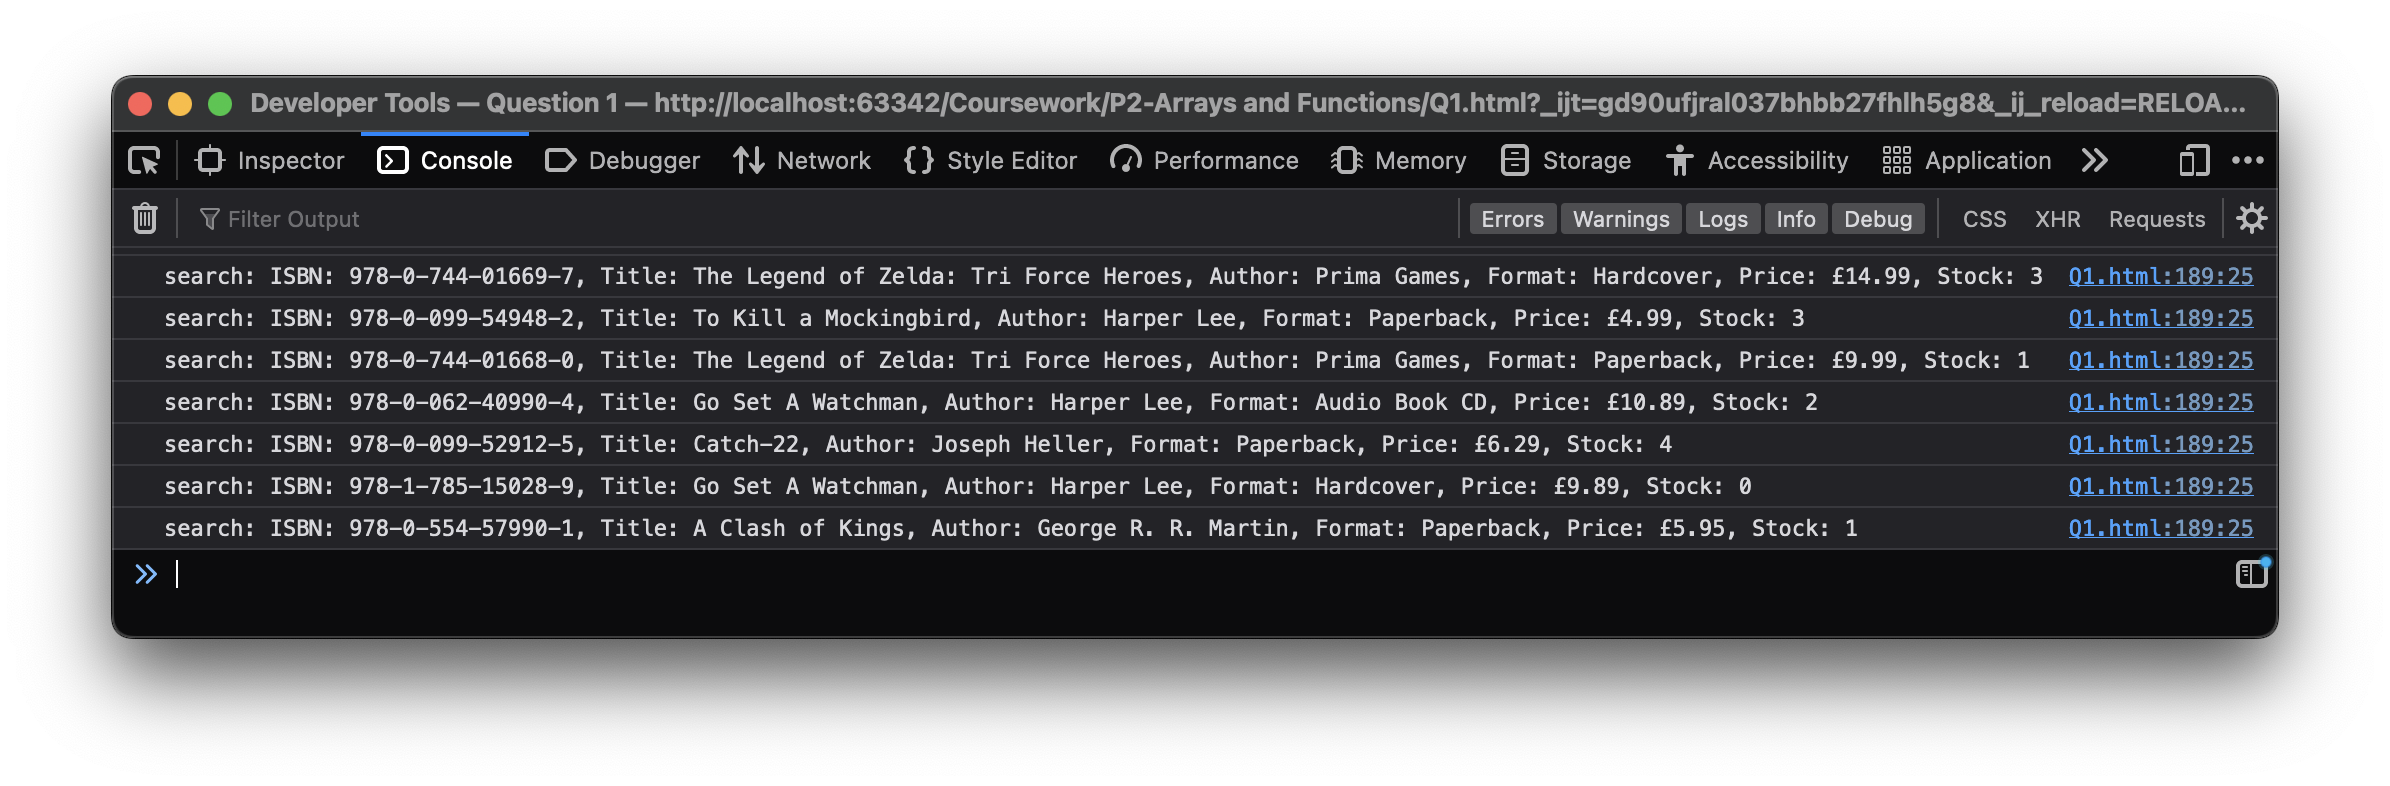 Developer Tools — Question 1 — http://localhost:63342/Coursework/P2-Arrays and Functions/Q1.html?_ijt=gd90ufjral037bhbb27fhlh5g8&_ij_reload=RELOA...
Inspector Console Debugger Network Style Editor Performance Memory Storage Accessibility Application
Filter Output Errors Warnings Logs Info Debug CSS XHR Requests
search: ISBN: 978-0-744-01669-7, Title: The Legend of Zelda: Tri Force Heroes, Author: Prima Games, Format: Hardcover, Price: £14.99, Stock: 3 Q1.html:189:25
search: ISBN: 978-0-099-54948-2, Title: To Kill a Mockingbird, Author: Harper Lee, Format: Paperback, Price: £4.99, Stock: 3 Q1.html:189:25
search: ISBN: 978-0-744-01668-0, Title: The Legend of Zelda: Tri Force Heroes, Author: Prima Games, Format: Paperback, Price: £9.99, Stock: 1 Q1.html:189:25
search: ISBN: 978-0-062-40990-4, Title: Go Set A Watchman, Author: Harper Lee, Format: Audio Book CD, Price: £10.89, Stock: 2 Q1.html:189:25
search: ISBN: 978-0-099-52912-5, Title: Catch-22, Author: Joseph Heller, Format: Paperback, Price: £6.29, Stock: 4 Q1.html:189:25
search: ISBN: 978-1-785-15028-9, Title: Go Set A Watchman, Author: Harper Lee, Format: Hardcover, Price: £9.89, Stock: 0 Q1.html:189:25
search: ISBN: 978-0-554-57990-1, Title: A Clash of Kings, Author: George R. R. Martin, Format: Paperback, Price: £5.95, Stock: 1 Q1.html:189:25